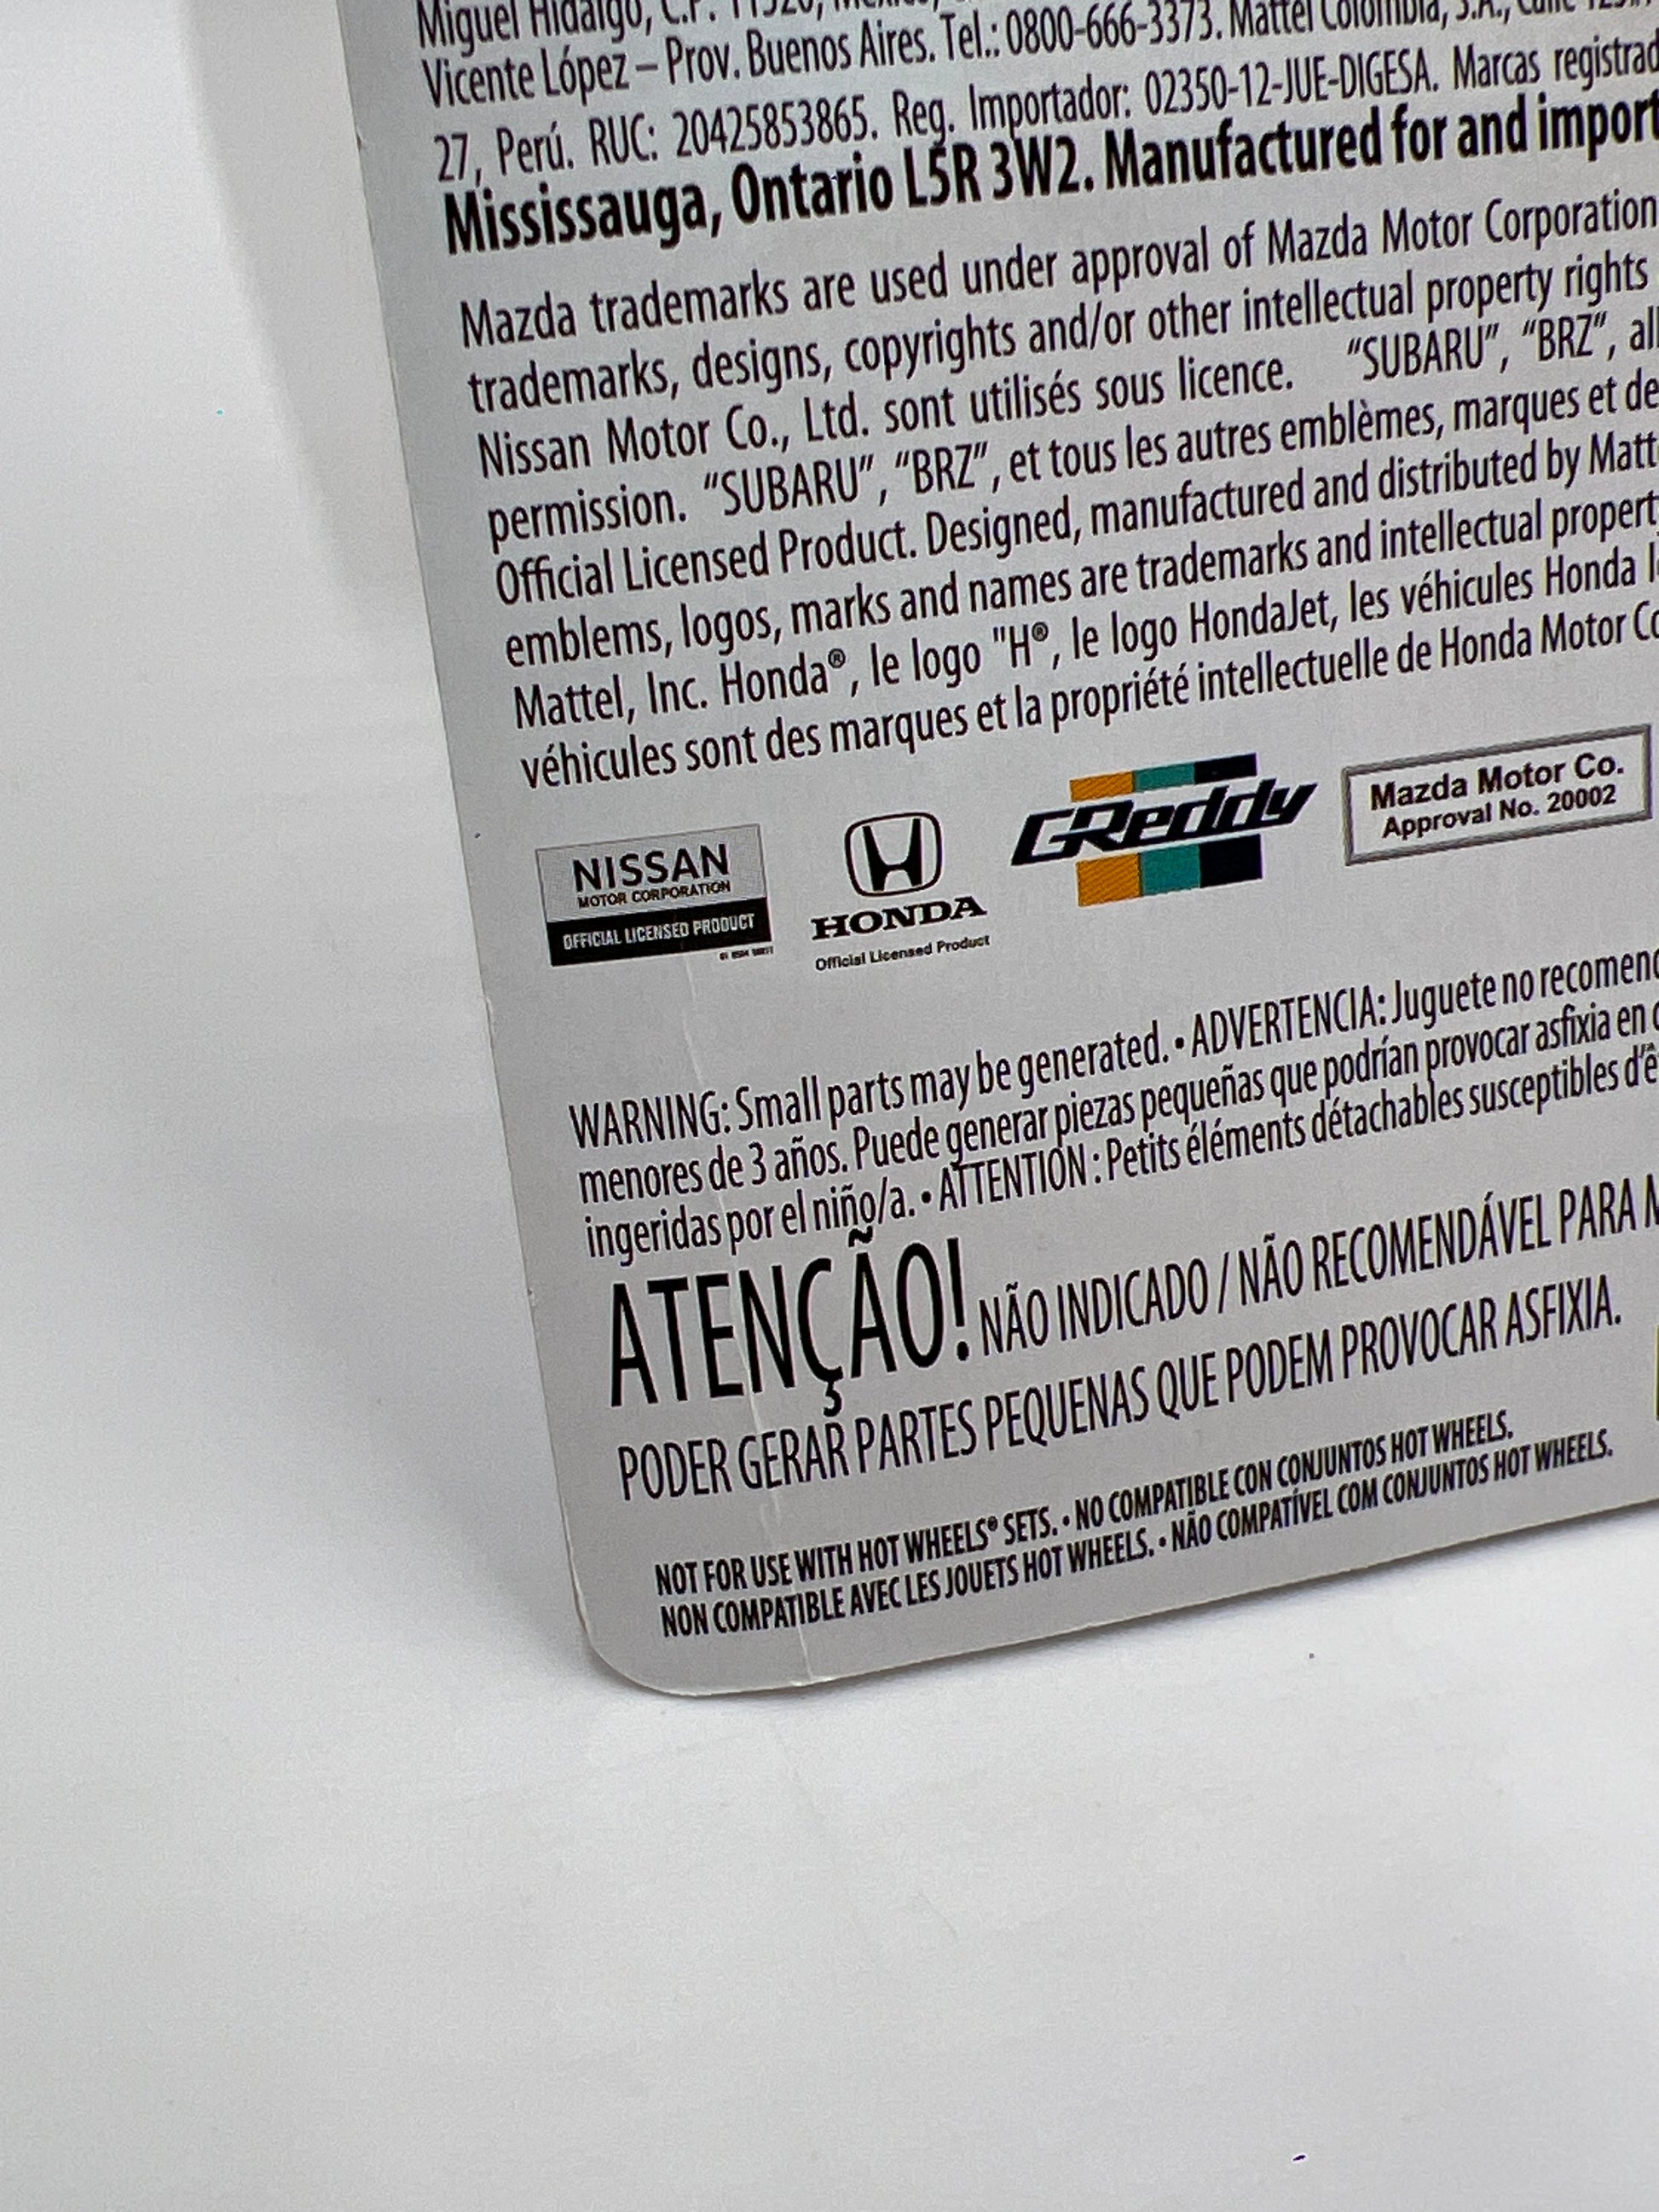 Miguel Hidalgo, C.P. 11520,
Vicente López – Prov. Buenos Aires. Tel.: 0800-666-3373. Mattel Colombia, S.A.,
27, Perú. RUC: 20425853865. Reg. Importador: 02350-12-JUE-DIGESA. Marcas registrad
Mississauga, Ontario L5R 3W2. Manufactured for and import
Mazda trademarks are used under approval of Mazda Motor Corporation
trademarks, designs, copyrights and/or other intellectual property rights
Nissan Motor Co., Ltd. sont utilisés sous licence. “SUBARU”, “BRZ”, all
permission. “SUBARU”, “BRZ”, et tous les autres emblèmes, marques et de
Official Licensed Product. Designed, manufactured and distributed by Matt
emblems, logos, marks and names are trademarks and intellectual propert
Mattel, Inc. Honda®, le logo "H®, le logo HondaJet, les véhicules Honda
véhicules sont des marques et la propriété intellectuelle de Honda Motor Co
NISSAN
MOTOR CORPORATION
OFFICIAL LICENSED PRODUCT
HONDA
Official Licensed Product
GReddy
Mazda Motor Co.
Approval No. 20002
WARNING: Small parts may be generated. • ADVERTENCIA: Juguete no recomend
menores de 3 años. Puede generar piezas pequeñas que podrían provocar asfixia en
ingeridas por el niño/a. • ATTENTION : Petits éléments détachables susceptibles d’ê
ATENÇÃO! NÃO INDICADO / NÃO RECOMENDÁVEL PARA M
PODER GERAR PARTES PEQUENAS QUE PODEM PROVOCAR ASFIXIA.
NOT FOR USE WITH HOT WHEELS® SETS. • NO COMPATIBLE CON CONJUNTOS HOT WHEELS.
NON COMPATIBLE AVEC LES JOUETS HOT WHEELS. • NÃO COMPATÍVEL COM CONJUNTOS HOT WHEELS.